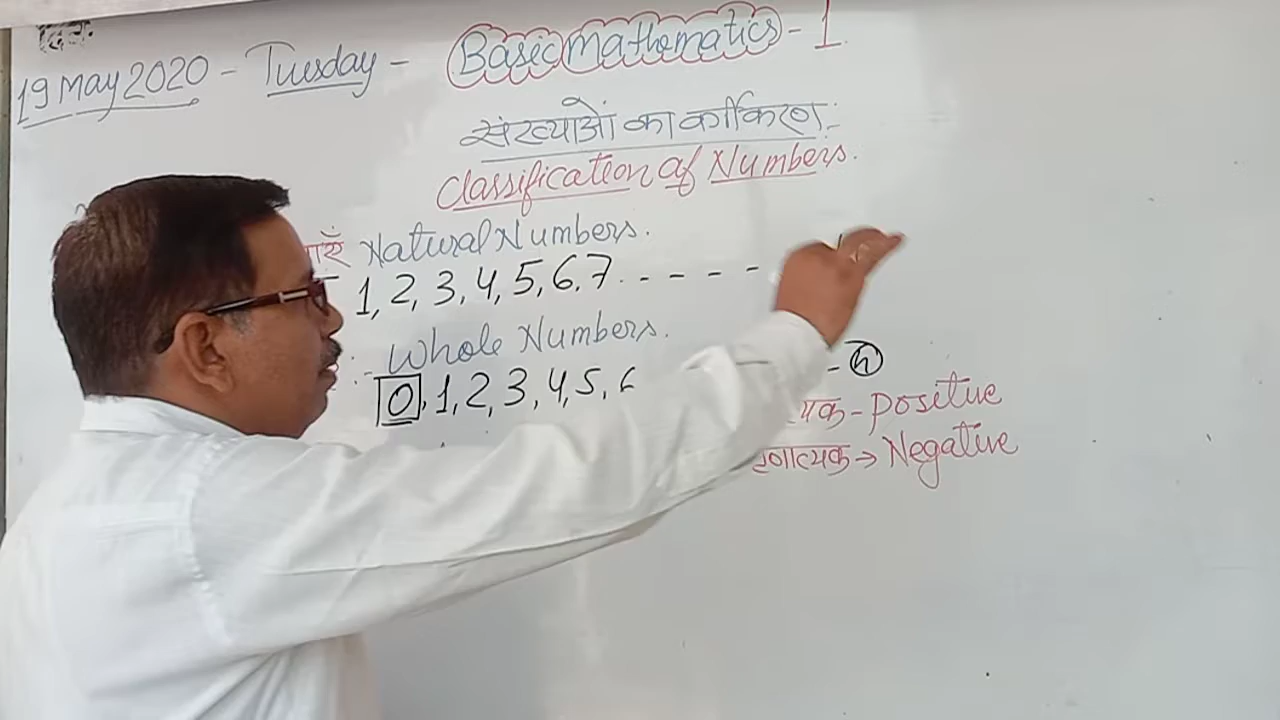 19 May 2020 - Tuesday - Basic Mathematics - 1.
संख्याओं का वर्गीकरण :-
Classification of Numbers.
Natural Numbers.
1, 2, 3, 4, 5, 6, 7 - - - -
:- Whole Numbers.
0, 1, 2, 3, 4, 5, 6 - n
- Positive
→ Negative